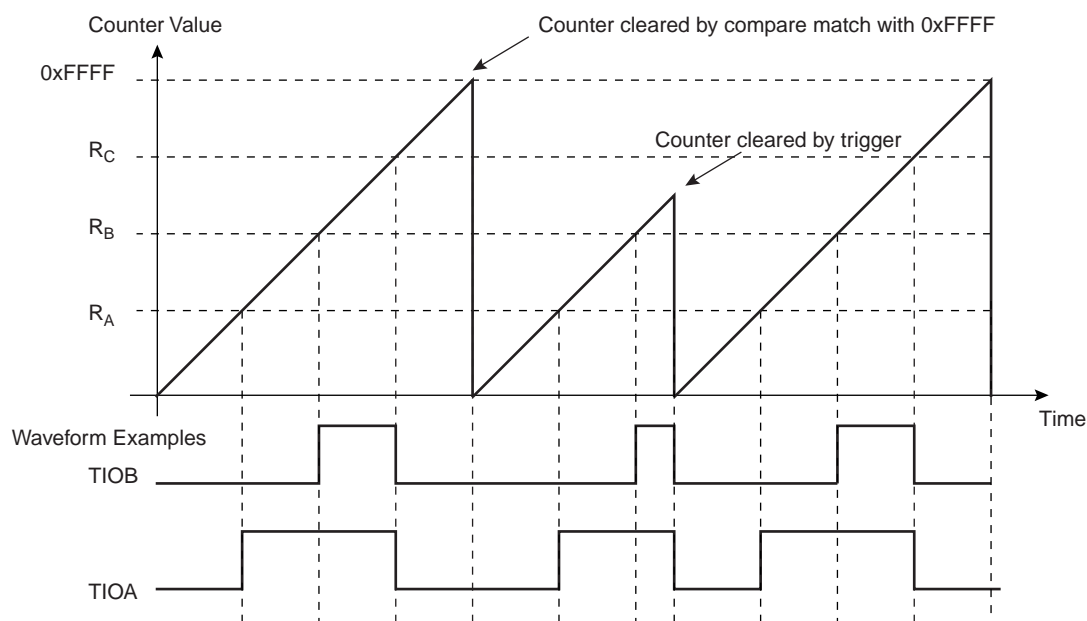 Counter Value
Counter cleared by compare match with 0xFFFF
0xFFFF
Counter cleared by trigger
RC
RB
RA
Time
Waveform Examples
TIOB
TIOA